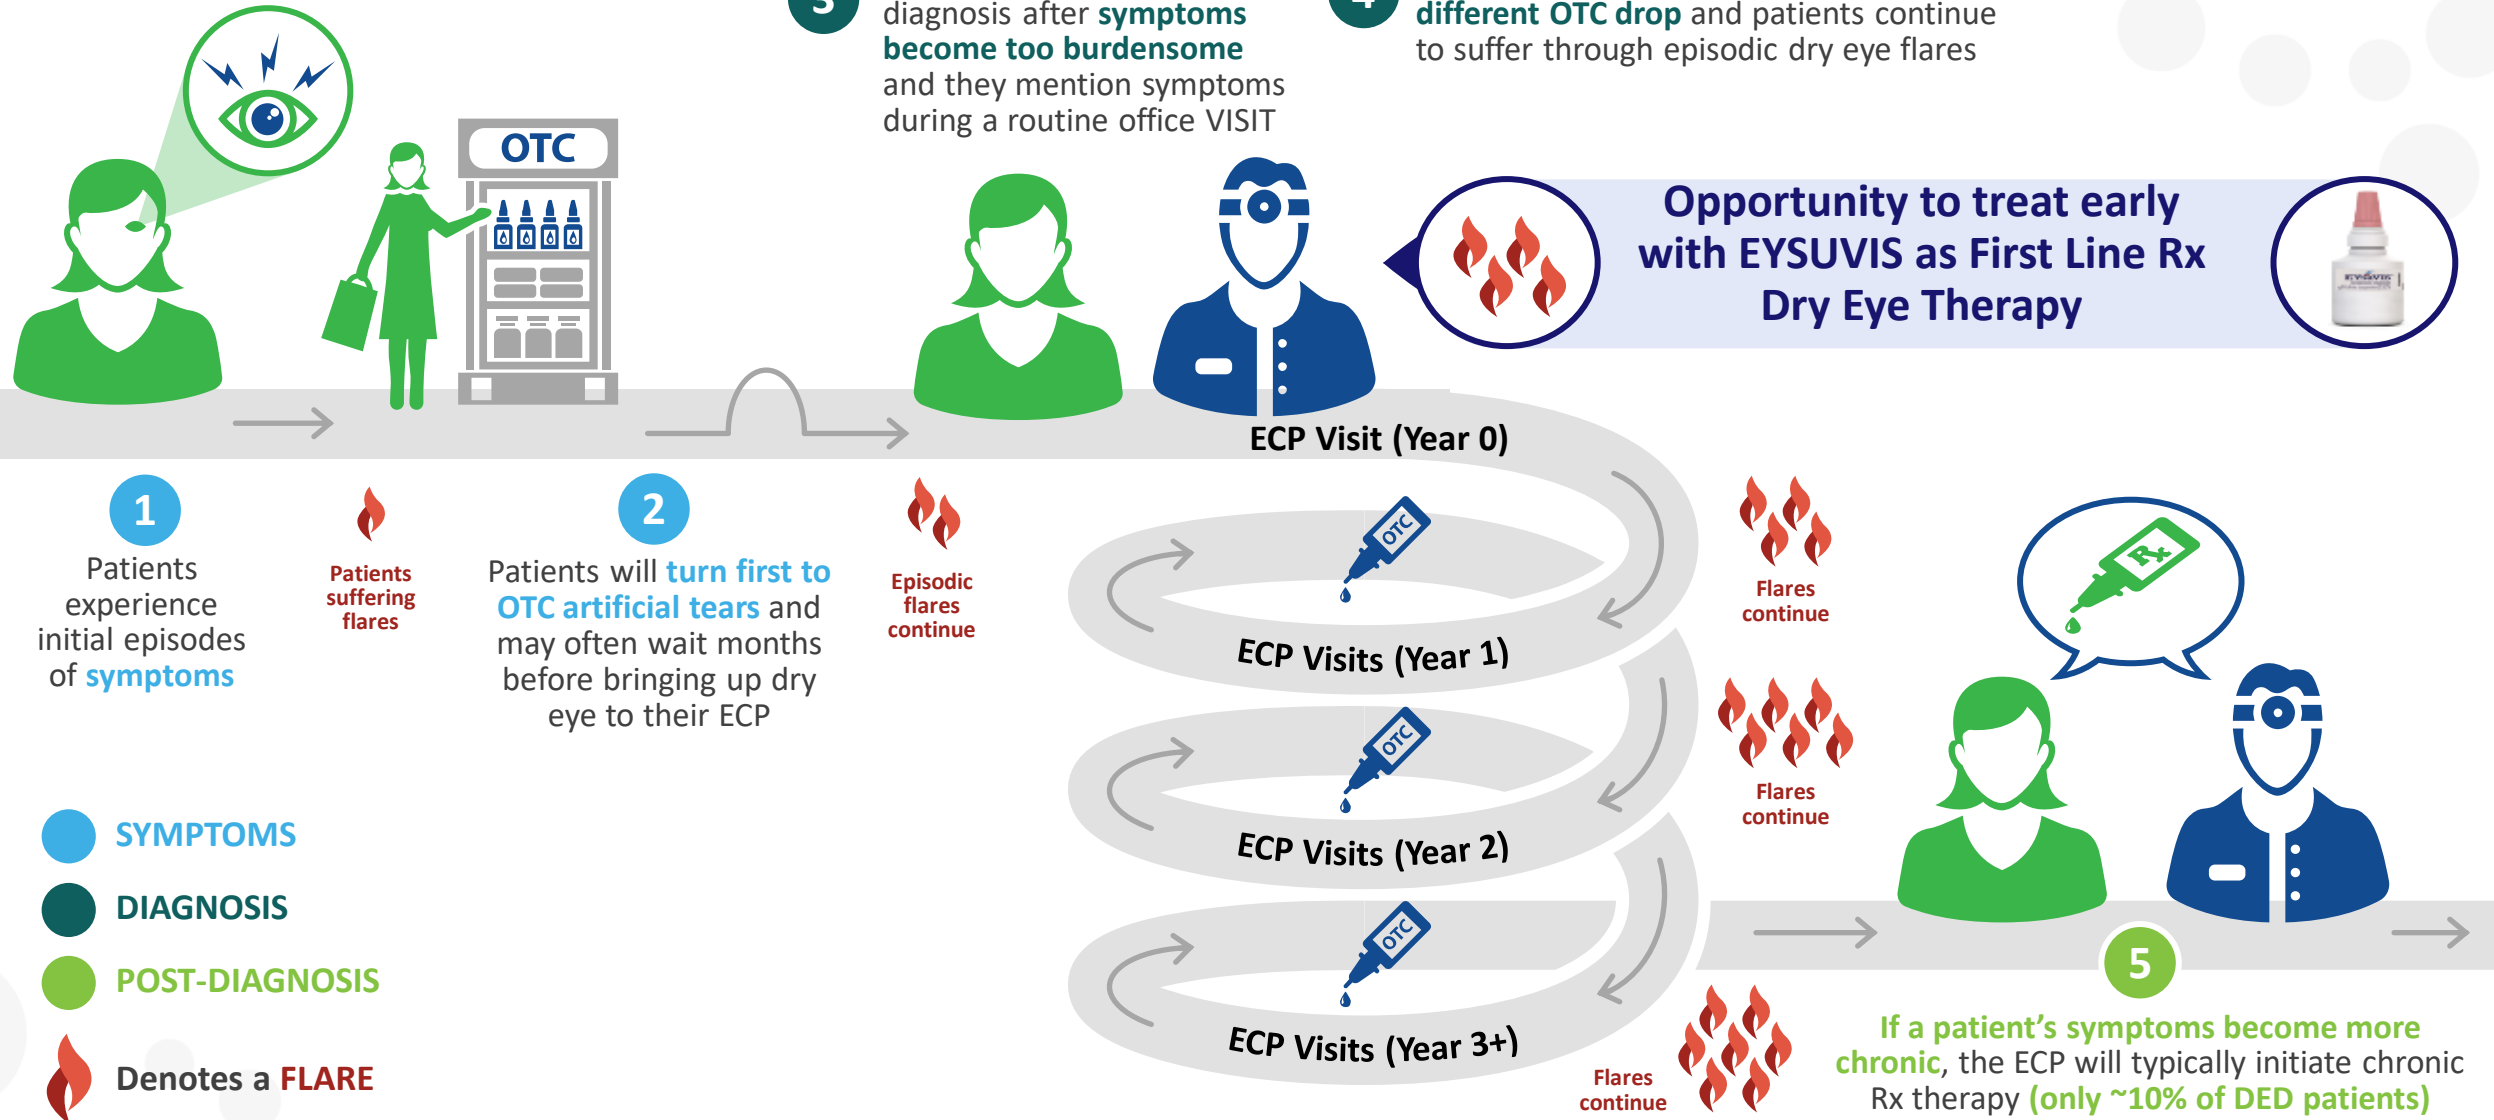 3
diagnosis after symptoms
become too burdensome
and they mention symptoms
during a routine office VISIT
4
different OTC drop and patients continue
to suffer through episodic dry eye flares
OTC
Opportunity to treat early
with EYSUVIS as First Line Rx
Dry Eye Therapy
EYSUVIS
ECP Visit (Year 0)
1
Patients
experience
initial episodes
of symptoms
Patients
suffering
flares
2
Patients will turn first to
OTC artificial tears and
may often wait months
before bringing up dry
eye to their ECP
Episodic
flares
continue
OTC
ECP Visits (Year 1)
Flares
continue
OTC
ECP Visits (Year 2)
Flares
continue
OTC
ECP Visits (Year 3+)
Flares
continue
Rx
5
If a patient's symptoms become more
chronic, the ECP will typically initiate chronic
Rx therapy (only ~10% of DED patients)
SYMPTOMS
DIAGNOSIS
POST-DIAGNOSIS
Denotes a FLARE